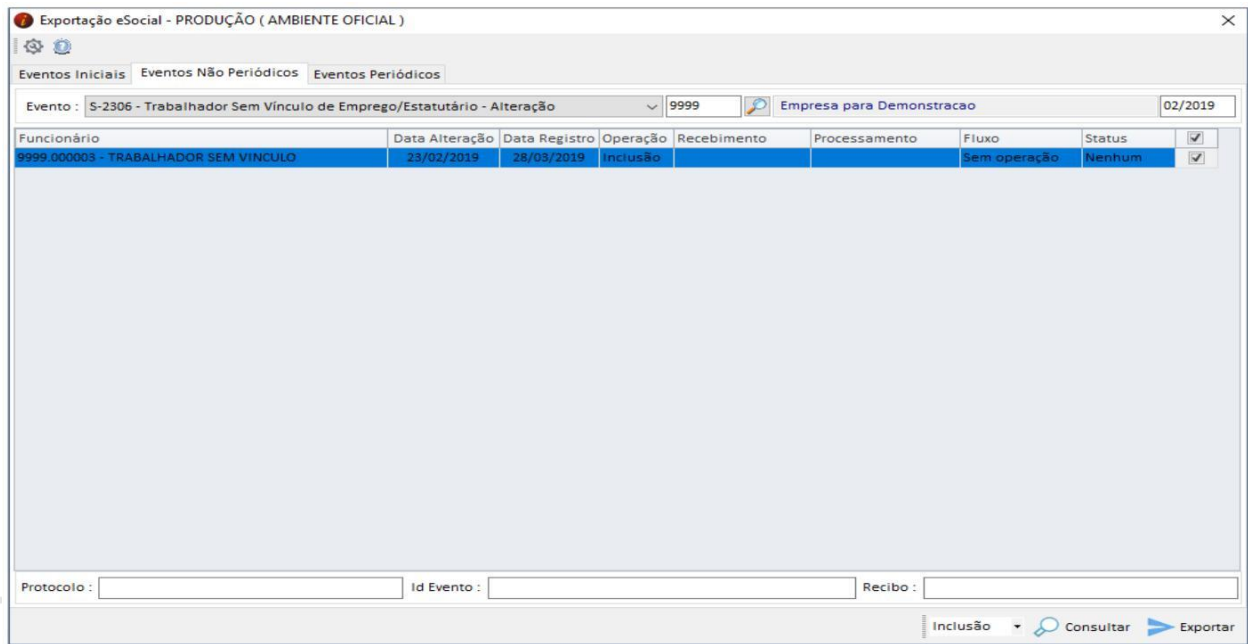 Exportação eSocial - PRODUÇÃO ( AMBIENTE OFICIAL )
Eventos Iniciais Eventos Não Periódicos Eventos Periódicos
Evento : S-2306 - Trabalhador Sem Vínculo de Emprego/Estatutário - Alteração 9999 Empresa para Demonstracao 02/2019
Funcionário Data Alteração Data Registro Operação Recebimento Processamento Fluxo Status
9999.000003 - TRABALHADOR SEM VINCULO 23/02/2019 28/03/2019 Inclusão Sem operação Nenhum
Protocolo : Id Evento : Recibo :
Inclusão Consultar Exportar